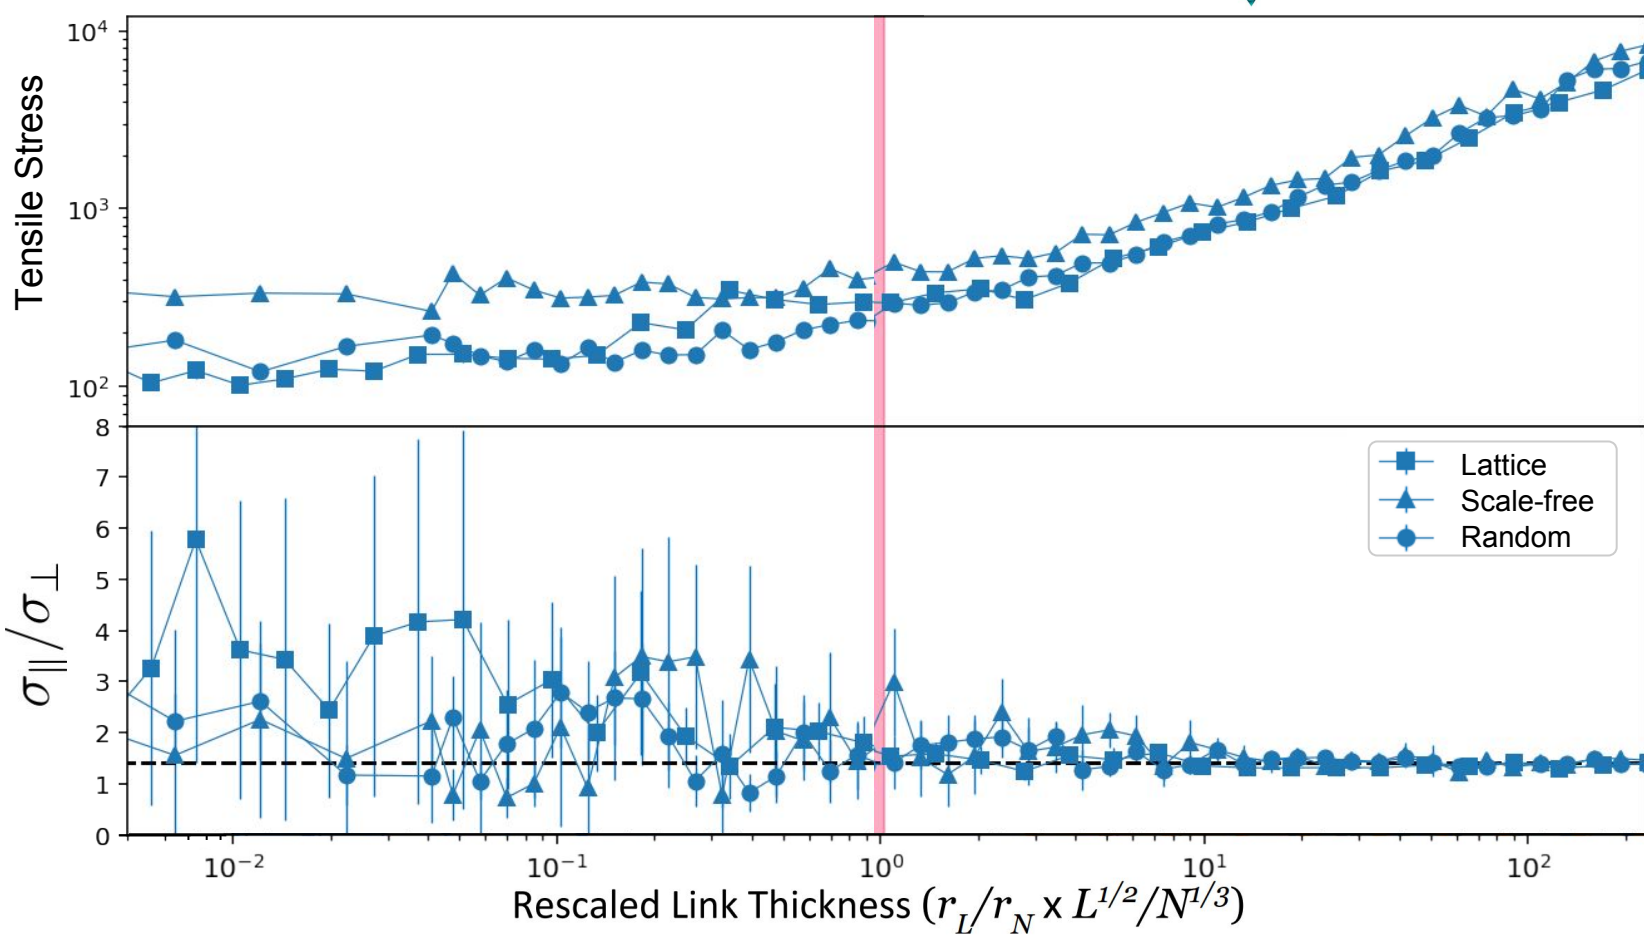 Tensile Stress
10⁴
10³
10²
σ∥/σ⊥
8
7
6
5
4
3
2
1
0
Lattice
Scale-free
Random
10⁻² 10⁻¹ 10⁰ 10¹ 10²
Rescaled Link Thickness (r_L/r_N x L^1/2/N^1/3)